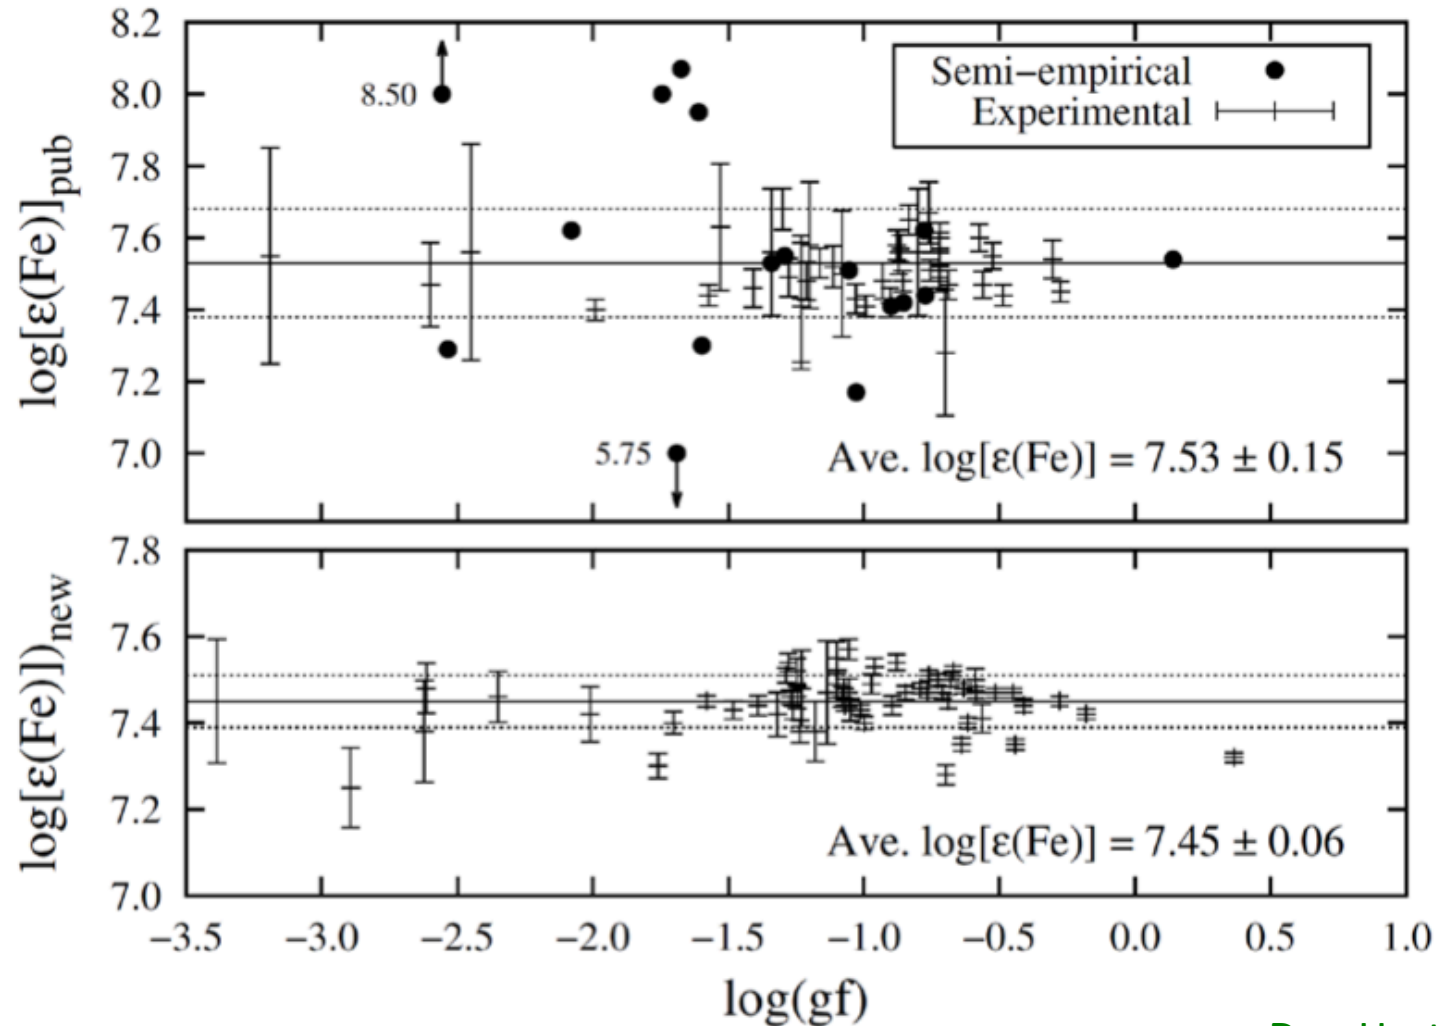 log[ε(Fe)]pub
8.2
8.0
7.8
7.6
7.4
7.2
7.0
8.50
5.75
Semi−empirical
Experimental
Ave. log[ε(Fe)] = 7.53 ± 0.15
log[ε(Fe)])new
7.8
7.6
7.4
7.2
7.0
Ave. log[ε(Fe)] = 7.45 ± 0.06
−3.5 −3.0 −2.5 −2.0 −1.5 −1.0 −0.5 0.0 0.5 1.0
log(gf)